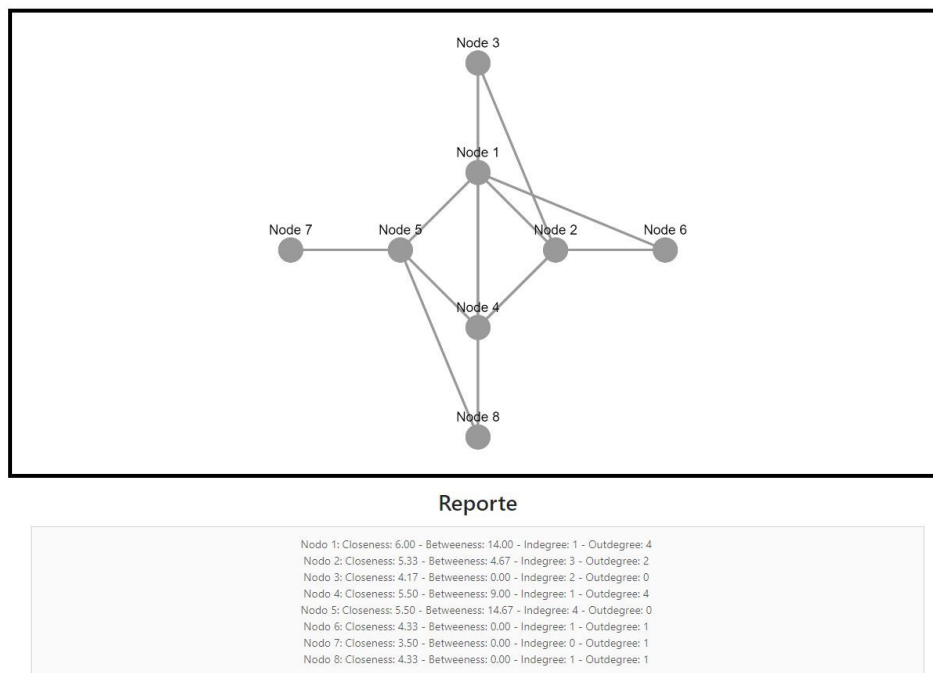 Node 3
Node 1
Node 7
Node 5
Node 2
Node 6
Node 4
Node 8
Reporte
Nodo 1: Closeness: 6.00 - Betweeness: 14.00 - Indegree: 1 - Outdegree: 4
Nodo 2: Closeness: 5.33 - Betweeness: 4.67 - Indegree: 3 - Outdegree: 2
Nodo 3: Closeness: 4.17 - Betweeness: 0.00 - Indegree: 2 - Outdegree: 0
Nodo 4: Closeness: 5.50 - Betweeness: 9.00 - Indegree: 1 - Outdegree: 4
Nodo 5: Closeness: 5.50 - Betweeness: 14.67 - Indegree: 4 - Outdegree: 0
Nodo 6: Closeness: 4.33 - Betweeness: 0.00 - Indegree: 1 - Outdegree: 1
Nodo 7: Closeness: 3.50 - Betweeness: 0.00 - Indegree: 0 - Outdegree: 1
Nodo 8: Closeness: 4.33 - Betweeness: 0.00 - Indegree: 1 - Outdegree: 1